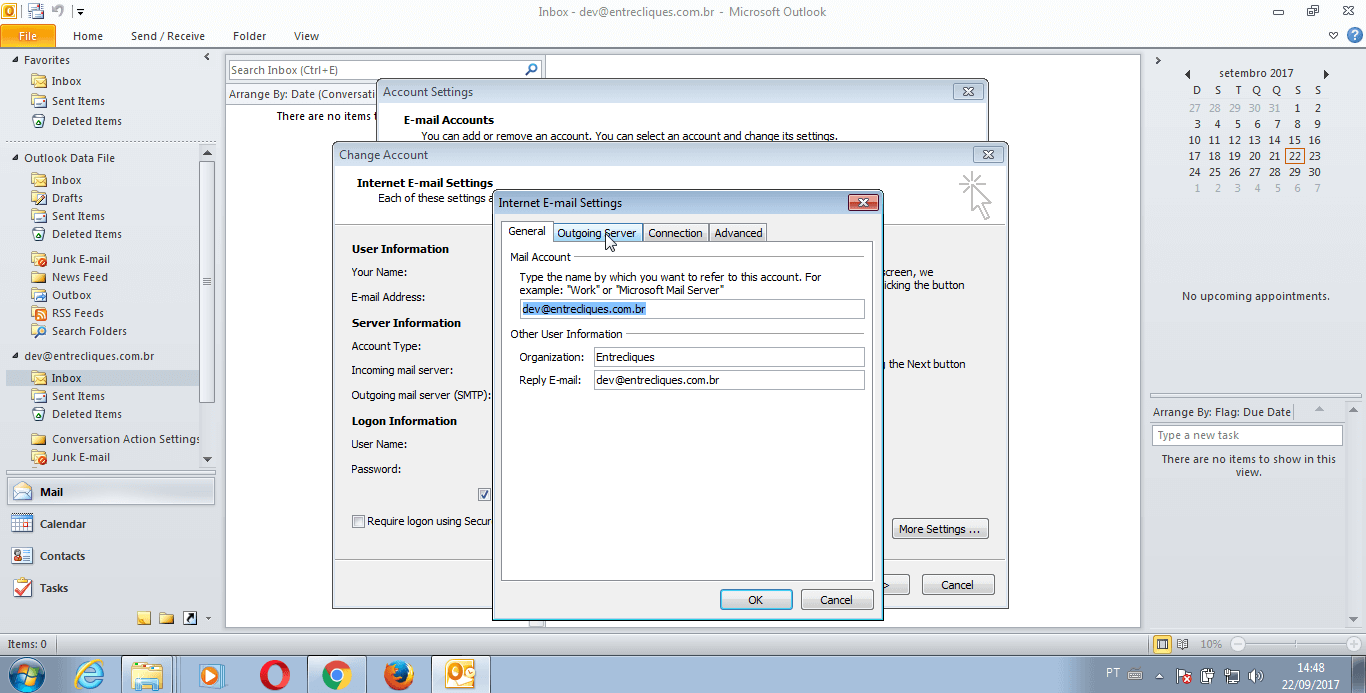 Inbox - dev@entrecliques.com.br - Microsoft Outlook
File Home Send / Receive Folder View
Favorites
Inbox
Sent Items
Deleted Items
Outlook Data File
Inbox
Drafts
Sent Items
Deleted Items
Junk E-mail
News Feed
Outbox
RSS Feeds
Search Folders
dev@entrecliques.com.br
Inbox
Sent Items
Deleted Items
Conversation Action Settings
Junk E-mail
Mail
Calendar
Contacts
Tasks
Search Inbox (Ctrl+E)
Arrange By: Date (Conversati
There are no items
Account Settings
E-mail Accounts
You can add or remove an account. You can select an account and change its settings.
Change Account
Internet E-mail Settings
Each of these settings
User Information
Your Name:
E-mail Address:
Server Information
Account Type:
Incoming mail server:
Outgoing mail server (SMTP):
Logon Information
User Name:
Password:
Require logon using Secur
screen, we
icking the button
the Next button
More Settings ...
> Cancel
Internet E-mail Settings
General Outgoing Server Connection Advanced
Mail Account
Type the name by which you want to refer to this account. For
example: "Work" or "Microsoft Mail Server"
dev@entrecliques.com.br
Other User Information
Organization: Entrecliques
Reply E-mail: dev@entrecliques.com.br
OK Cancel
setembro 2017
D S T Q Q S S
27 28 29 30 31 1 2
3 4 5 6 7 8 9
10 11 12 13 14 15 16
17 18 19 20 21 22 23
24 25 26 27 28 29 30
1 2 3 4 5 6 7
No upcoming appointments.
Arrange By: Flag: Due Date
Type a new task
There are no items to show in this
view.
Items: 0
10%
PT
14:48
22/09/2017